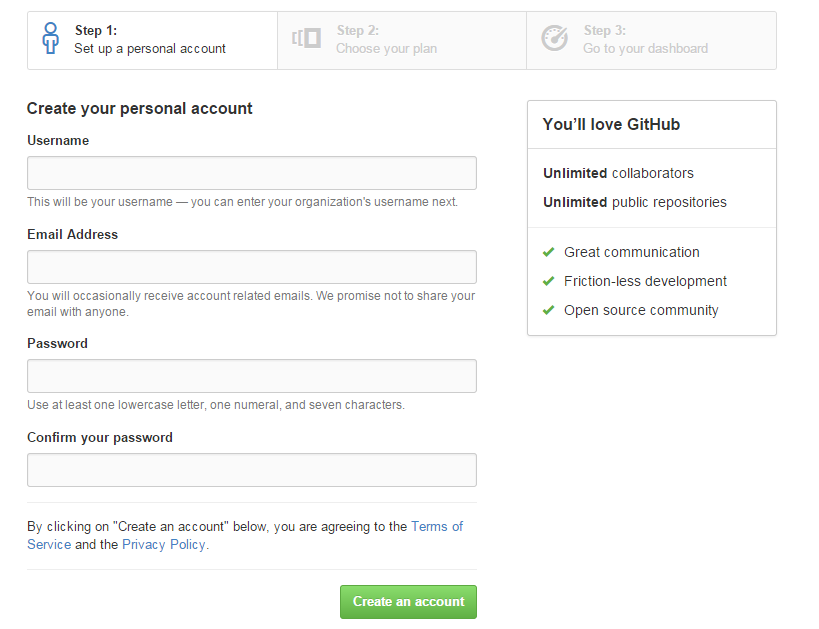 Step 1:
Set up a personal account
Step 2:
Choose your plan
Step 3:
Go to your dashboard
Create your personal account
Username
This will be your username — you can enter your organization's username next.
Email Address
You will occasionally receive account related emails. We promise not to share your
email with anyone.
Password
Use at least one lowercase letter, one numeral, and seven characters.
Confirm your password
By clicking on "Create an account" below, you are agreeing to the Terms of
Service and the Privacy Policy.
Create an account
You’ll love GitHub
Unlimited collaborators
Unlimited public repositories
Great communication
Friction-less development
Open source community